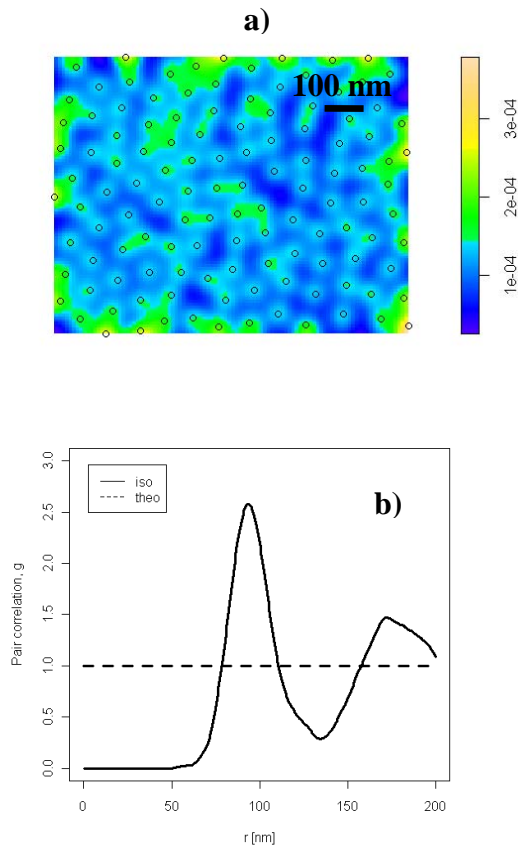 a)
100 nm
1e-04 2e-04 3e-04
b)
iso
theo
Pair correlation, g
0.0 0.5 1.0 1.5 2.0 2.5 3.0
0 50 100 150 200
r [nm]